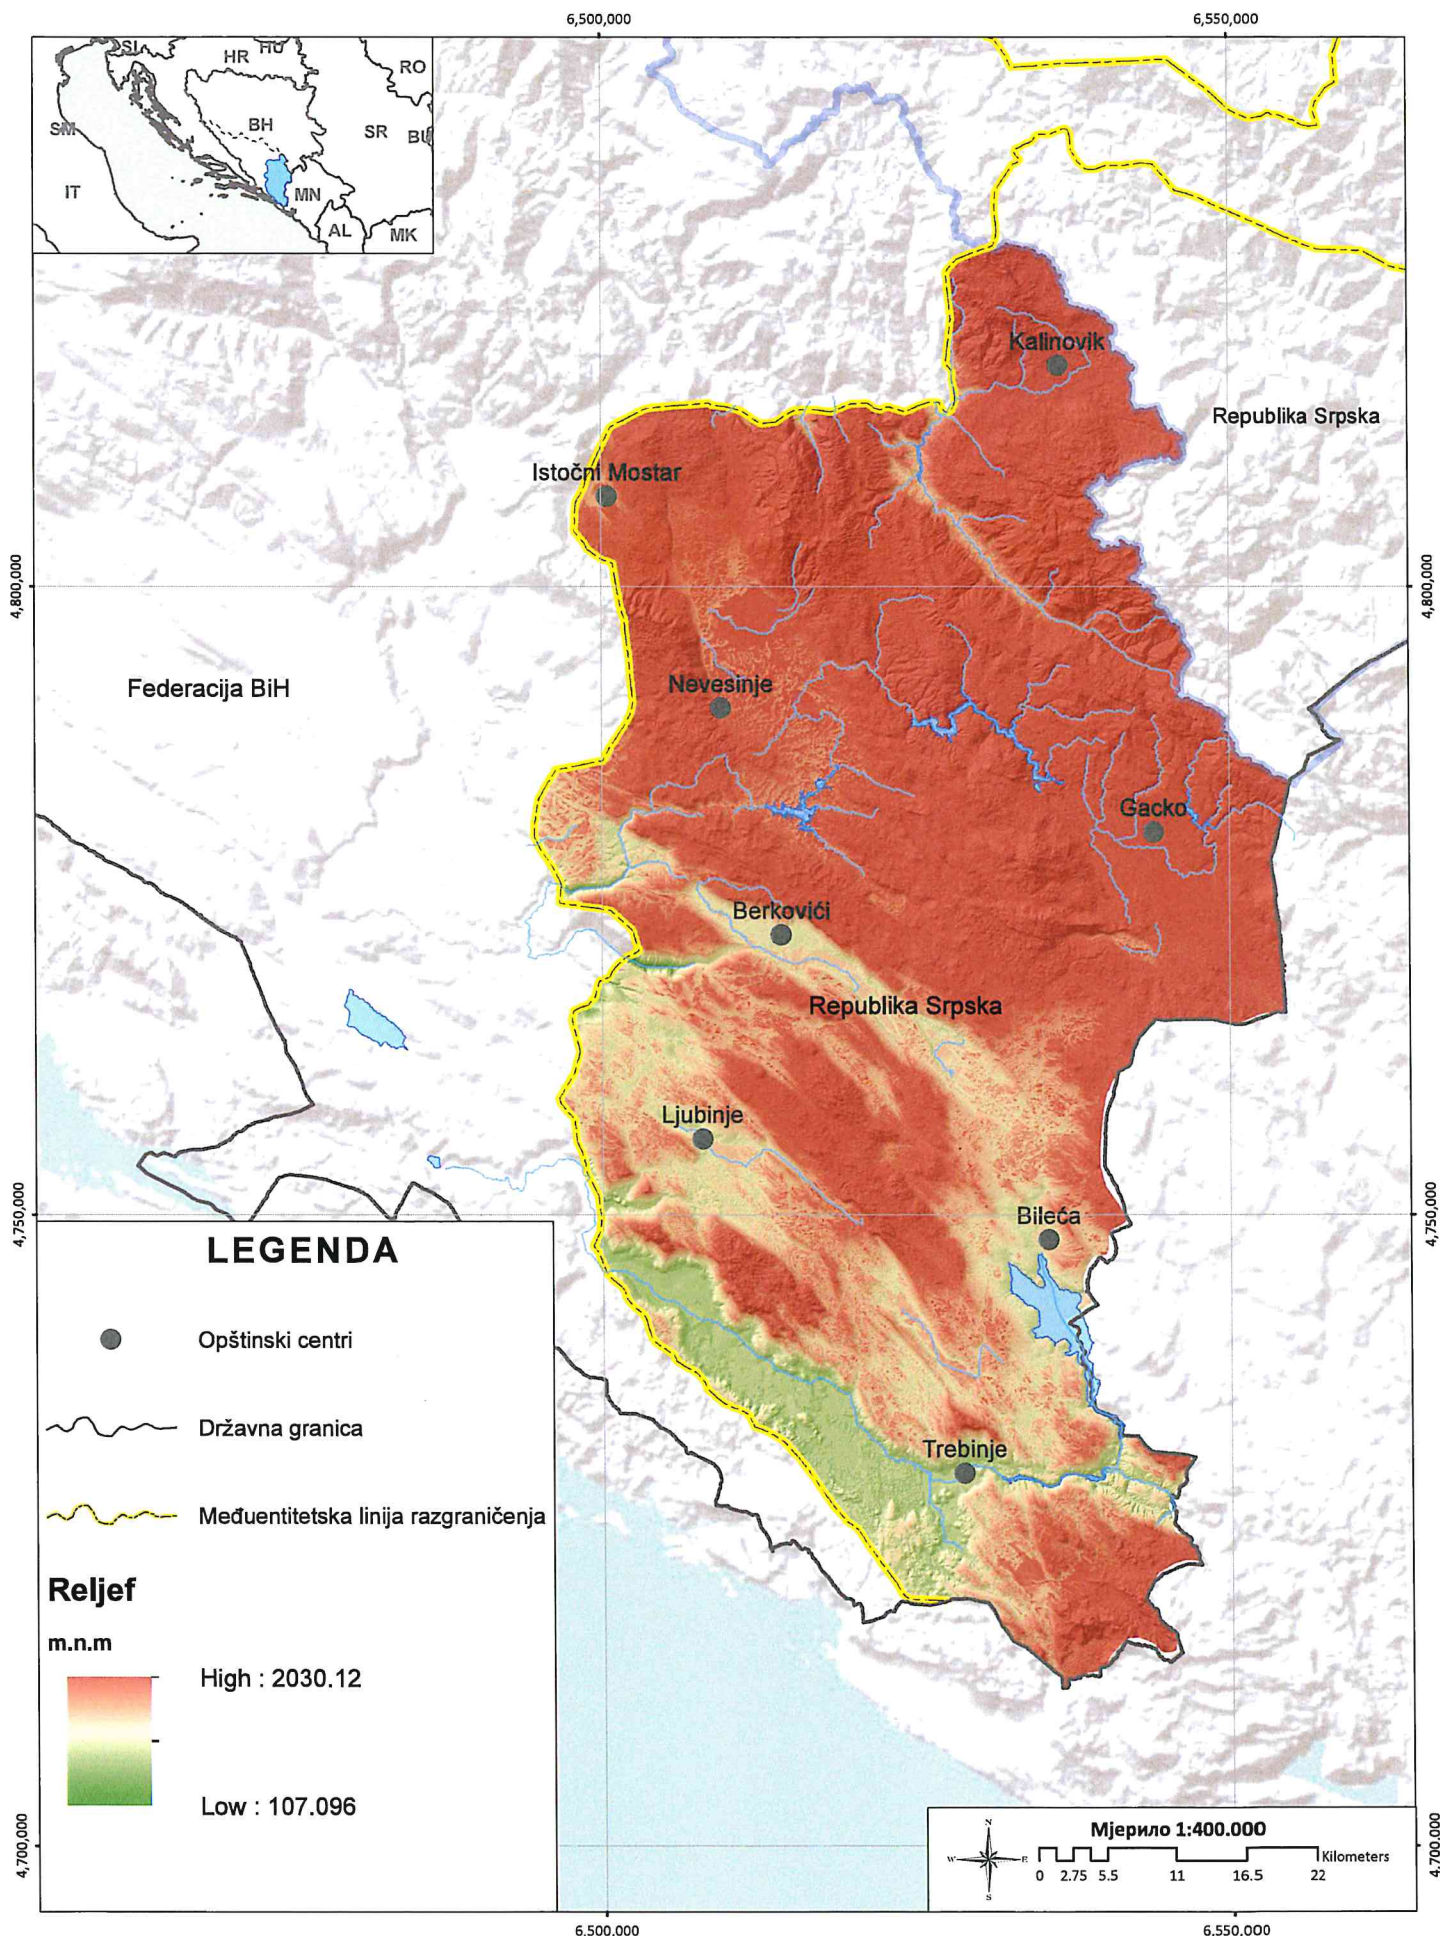 6,500,000
6,550,000
SI
HU
HR
RO
BH
SM
SR
BU
IT
MN
AL
MK
Kalinovik
Republika Srpska
Istočni Mostar
4,800,000
4,800,000
Federacija BiH
Nevesinje
Gacko
Berkovići
Republika Srpska
Ljubinje
Bileća
4,750,000
4,750,000
Trebinje
LEGENDA
Opštinski centri
Državna granica
Međuentitetska linija razgraničenja
Reljef
m.n.m
High : 2030.12
Low : 107.096
4,700,000
4,700,000
Мјерило 1:400.000
N
W
E
S
0 2.75 5.5 11 16.5 22
Kilometers
6,500,000
6,550,000